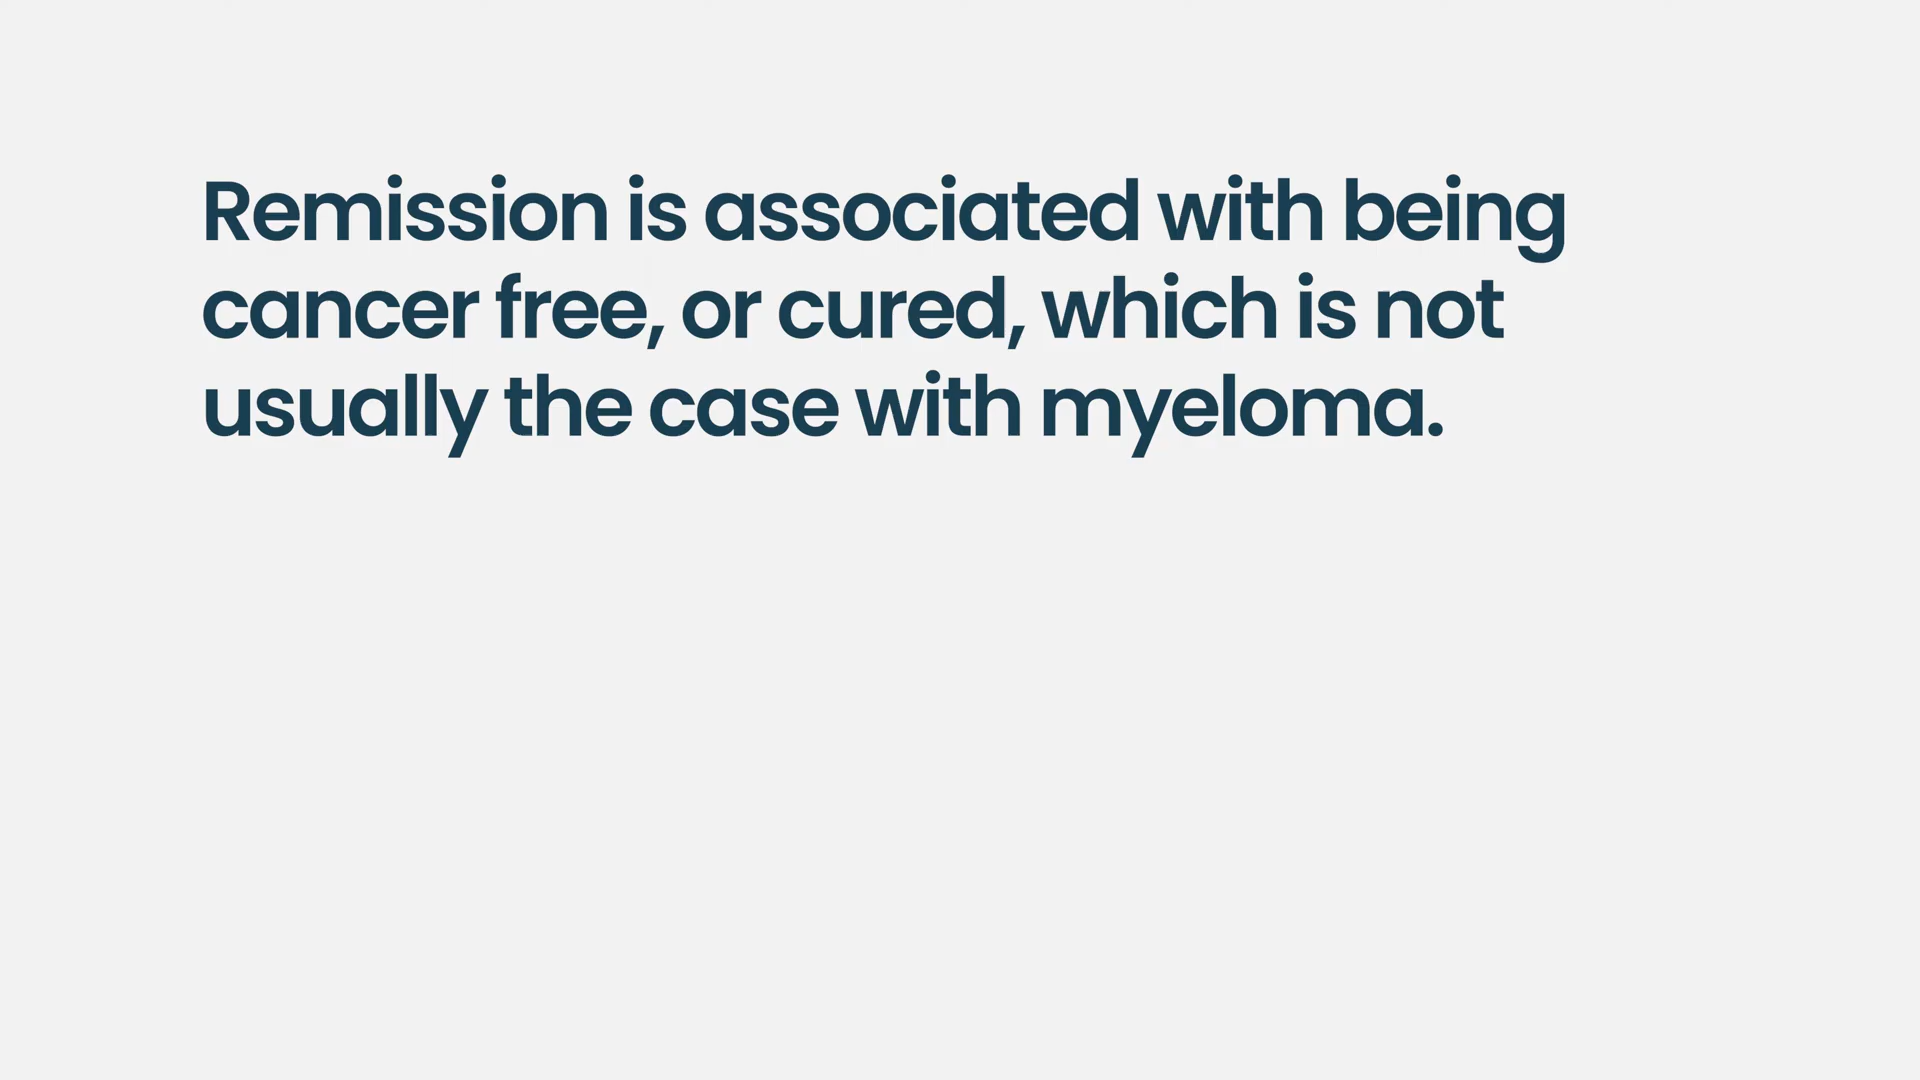 Remission is associated with being
cancer free, or cured, which is not
usually the case with myeloma.